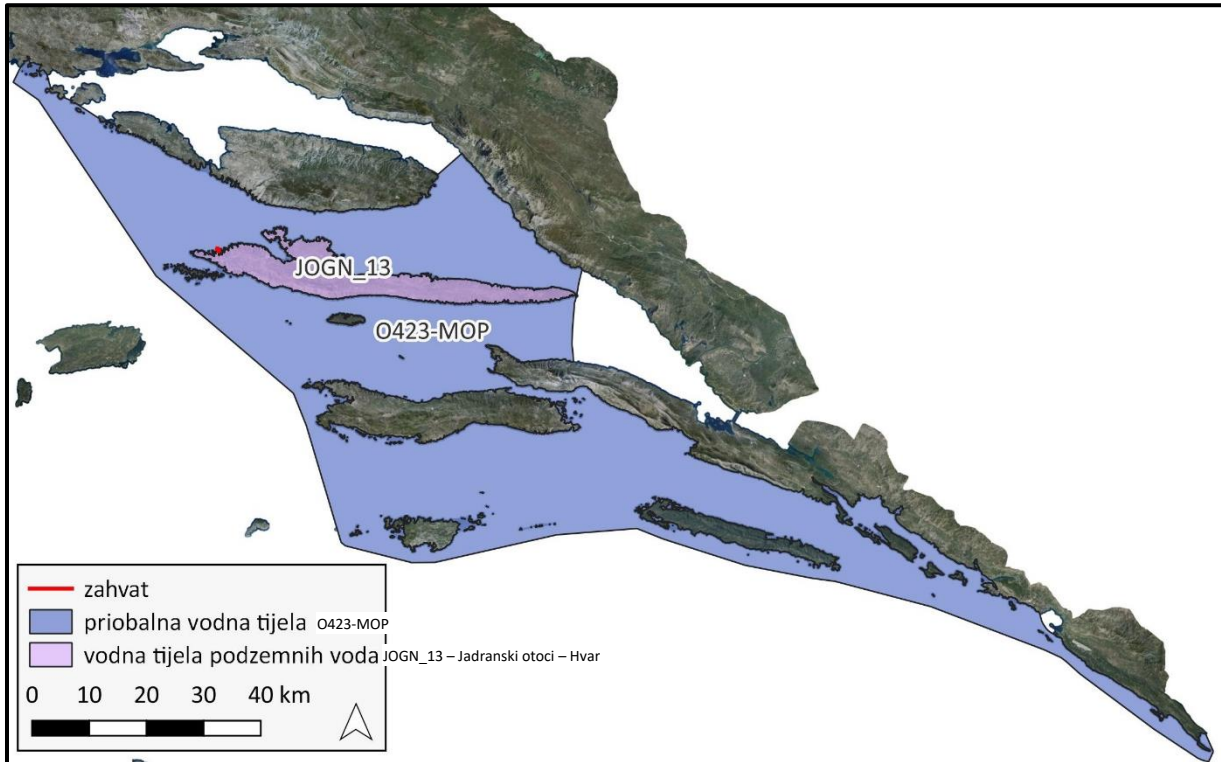 JOGN_13
O423-MOP
zahvat
priobalna vodna tijela O423-MOP
vodna tijela podzemnih voda JOGN_13 – Jadranski otoci – Hvar
0 10 20 30 40 km